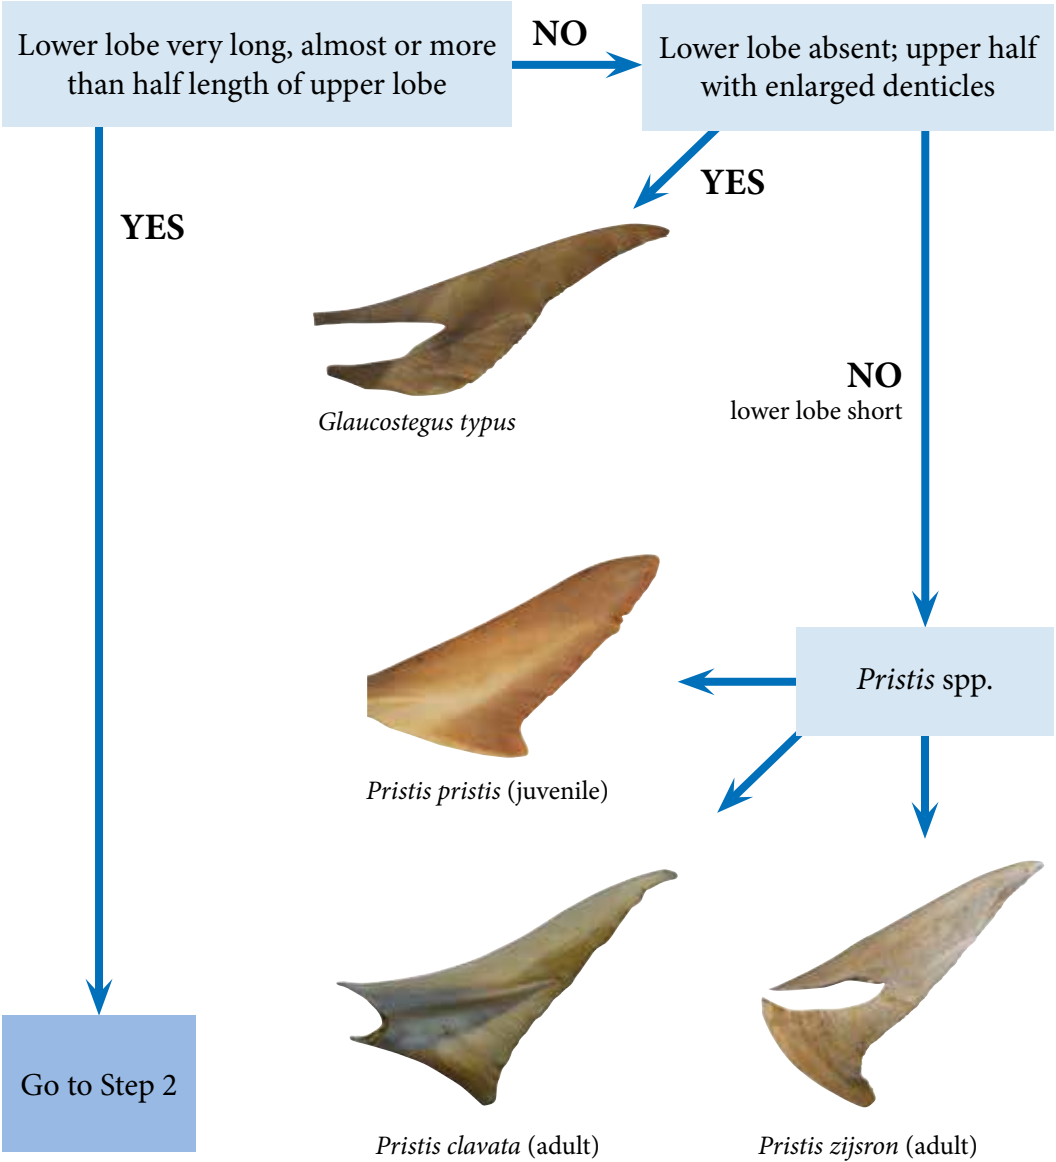 Lower lobe very long, almost or more
than half length of upper lobe
NO
Lower lobe absent; upper half
with enlarged denticles
YES
YES
Glaucostegus typus
NO
lower lobe short
Pristis spp.
Pristis pristis (juvenile)
Go to Step 2
Pristis clavata (adult)
Pristis zijsron (adult)